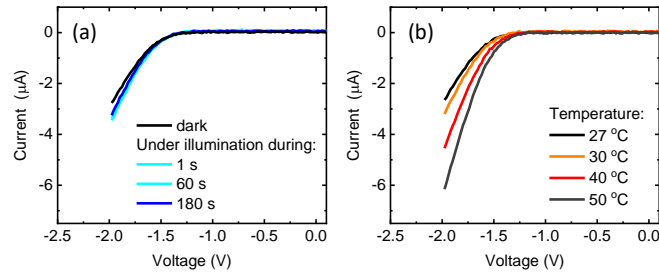 (a)
Current (μA)
0
-2
-4
-6
dark
Under illumination during:
1 s
60 s
180 s
-2.5 -2.0 -1.5 -1.0 -0.5 0.0
Voltage (V)
(b)
Current (μA)
0
-2
-4
-6
Temperature:
27 °C
30 °C
40 °C
50 °C
-2.5 -2.0 -1.5 -1.0 -0.5 0.0
Voltage (V)